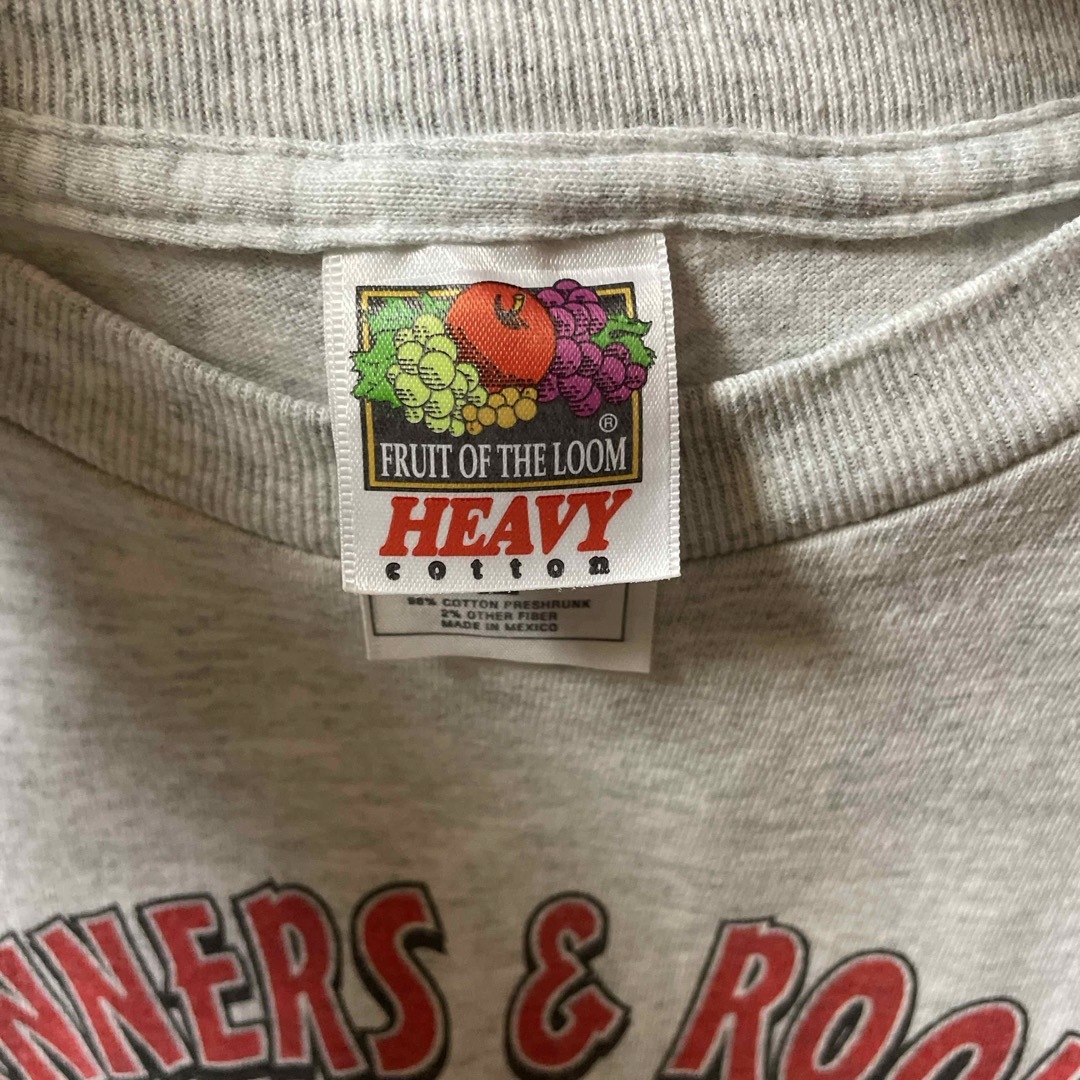 ®
FRUIT OF THE LOOM
HEAVY
cotton
98% COTTON PRESHRUNK
2% OTHER FIBER
MADE IN MEXICO
NNERS & ROO